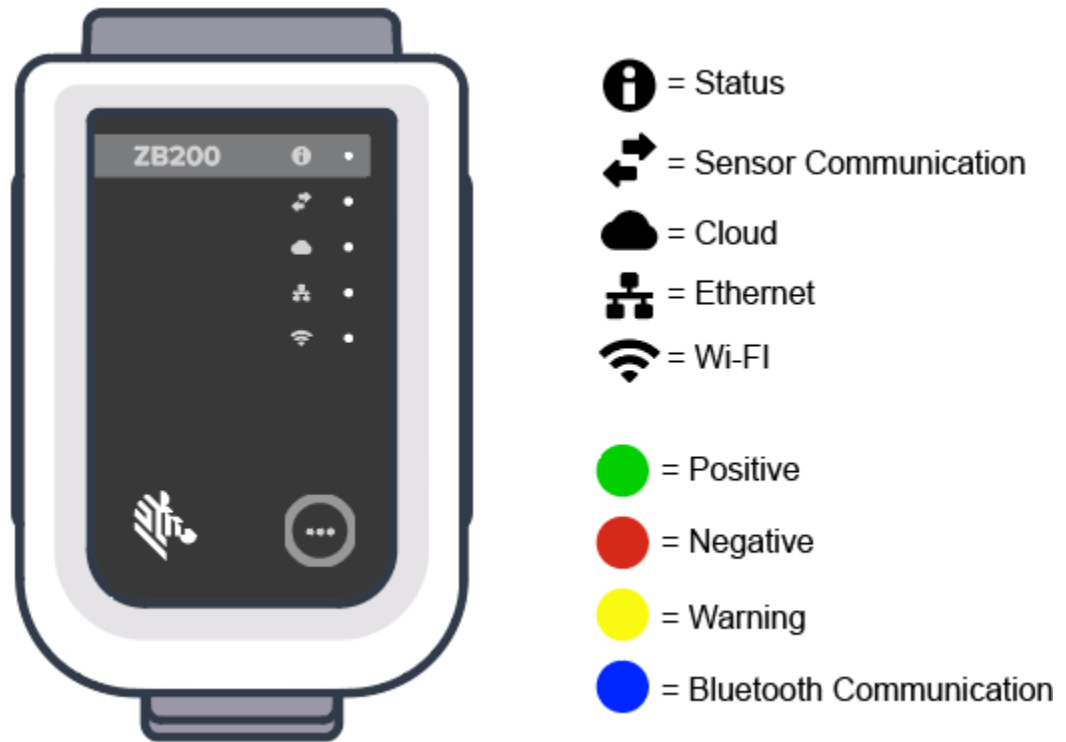 ZB200
= Status
= Sensor Communication
= Cloud
= Ethernet
= Wi-FI
= Positive
= Negative
= Warning
= Bluetooth Communication